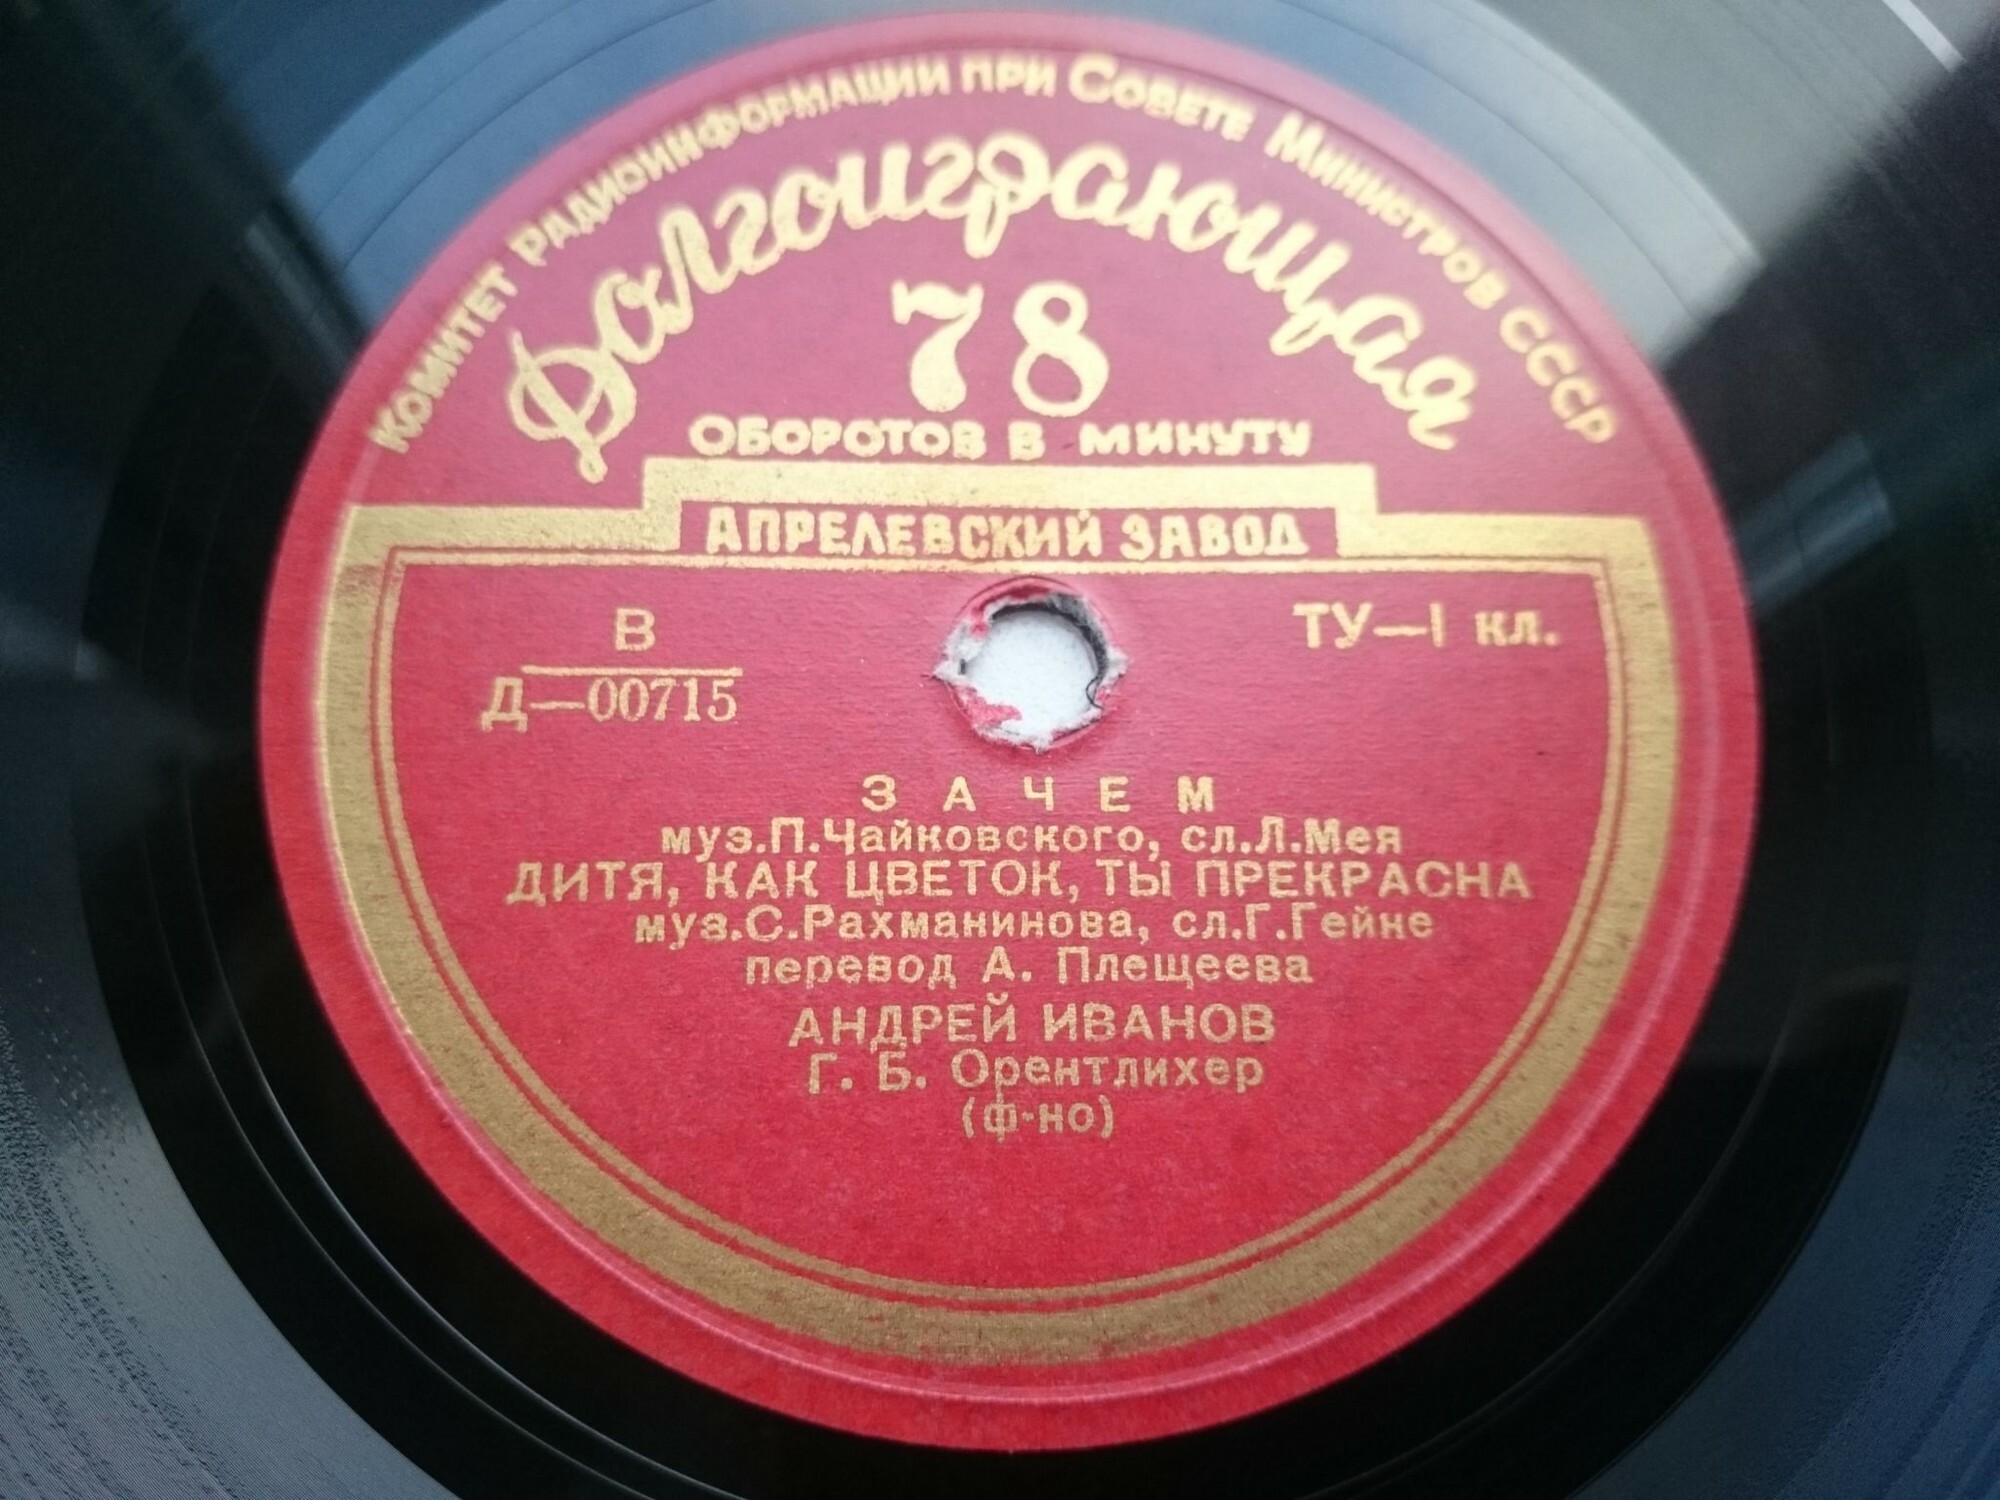 Комитет Радиоинформации при Совете Министров СССР
Долгоиграющая
78
ОБОРОТОВ В МИНУТУ
АПРЕЛЕВСКИЙ ЗАВОД
В
Д—00715
ТУ—I кл.
ЗАЧЕМ
муз.П.Чайковского, сл.Л.Мея
ДИТЯ, КАК ЦВЕТОК, ТЫ ПРЕКРАСНА
муз.С.Рахманинова, сл.Г.Гейне
перевод А. Плещеева
АНДРЕЙ ИВАНОВ
Г. Б. Орентлихер
(ф-но)